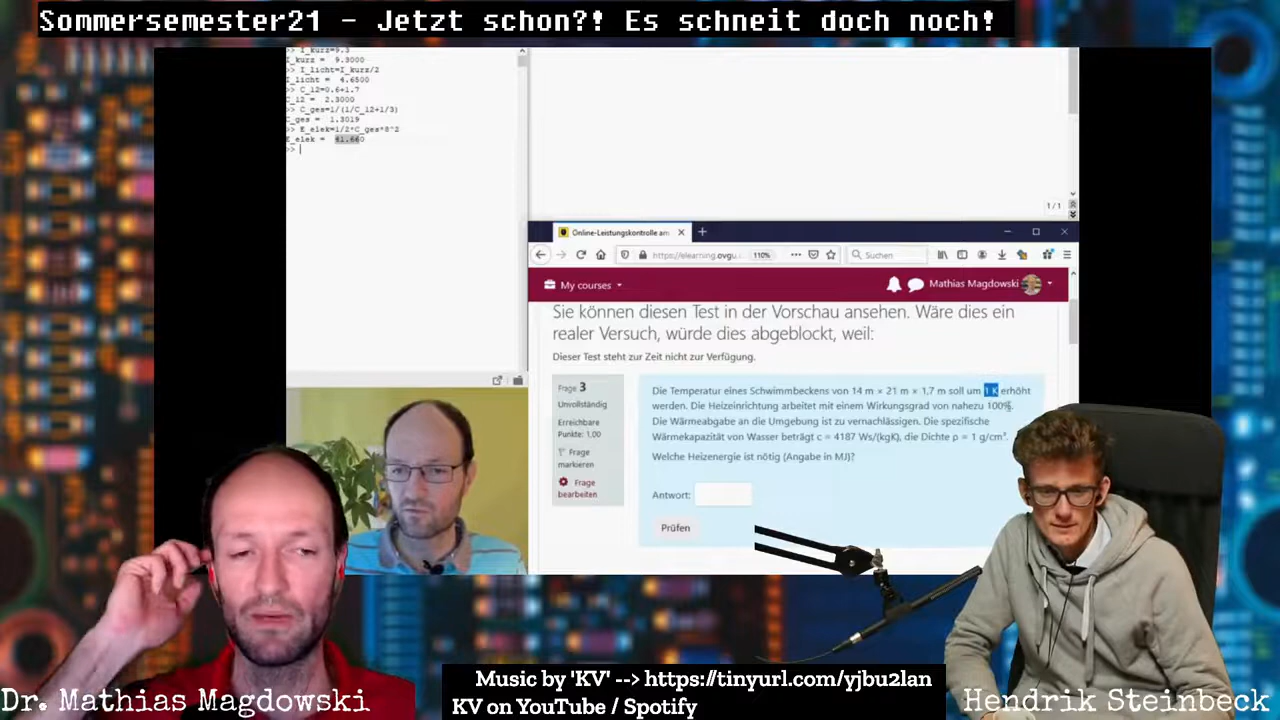 Sommersemester21 - Jetzt schon?! Es schneit doch noch!
>> I_kurz=9.3
I_kurz = 9.3000
>> I_licht=I_kurz/2
I_licht = 4.6500
>> C_12=0.6+1.7
C_12 = 2.3000
>> C_ges=1/(1/C_12+1/3)
C_ges = 1.3019
>> E_elek=1/2*C_ges*8^2
E_elek = 41.660
>>
1/1
Online-Leistungskontrolle am
https://elearning.ovgu.
110%
Suchen
My courses
Mathias Magdowski
Sie können diesen Test in der Vorschau ansehen. Wäre dies ein
realer Versuch, würde dies abgeblockt, weil:
Dieser Test steht zur Zeit nicht zur Verfügung.
Frage 3
Unvollständig
Erreichbare
Punkte: 1,00
Frage
markieren
Frage
bearbeiten
Die Temperatur eines Schwimmbeckens von 14 m × 21 m × 1,7 m soll um 1 K erhöht
werden. Die Heizeinrichtung arbeitet mit einem Wirkungsgrad von nahezu 100%.
Die Wärmeabgabe an die Umgebung ist zu vernachlässigen. Die spezifische
Wärmekapazität von Wasser beträgt c = 4187 Ws/(kgK), die Dichte ρ = 1 g/cm³.
Welche Heizenergie ist nötig (Angabe in MJ)?
Antwort:
Prüfen
Music by 'KV' --> https://tinyurl.com/yjbu2lan
KV on YouTube / Spotify
Dr. Mathias Magdowski
Hendrik Steinbeck